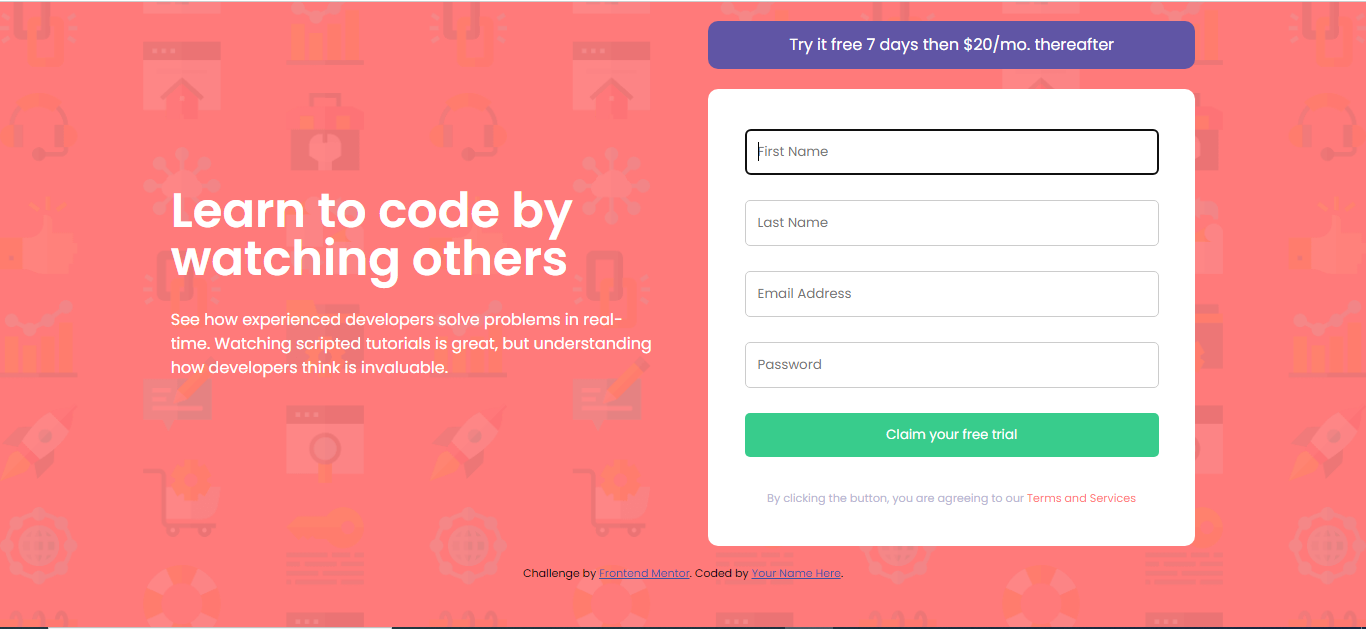 Try it free 7 days then $20/mo. thereafter
Learn to code by
watching others
See how experienced developers solve problems in real-
time. Watching scripted tutorials is great, but understanding
how developers think is invaluable.
First Name
Last Name
Email Address
Password
Claim your free trial
By clicking the button, you are agreeing to our Terms and Services
Challenge by Frontend Mentor. Coded by Your Name Here.